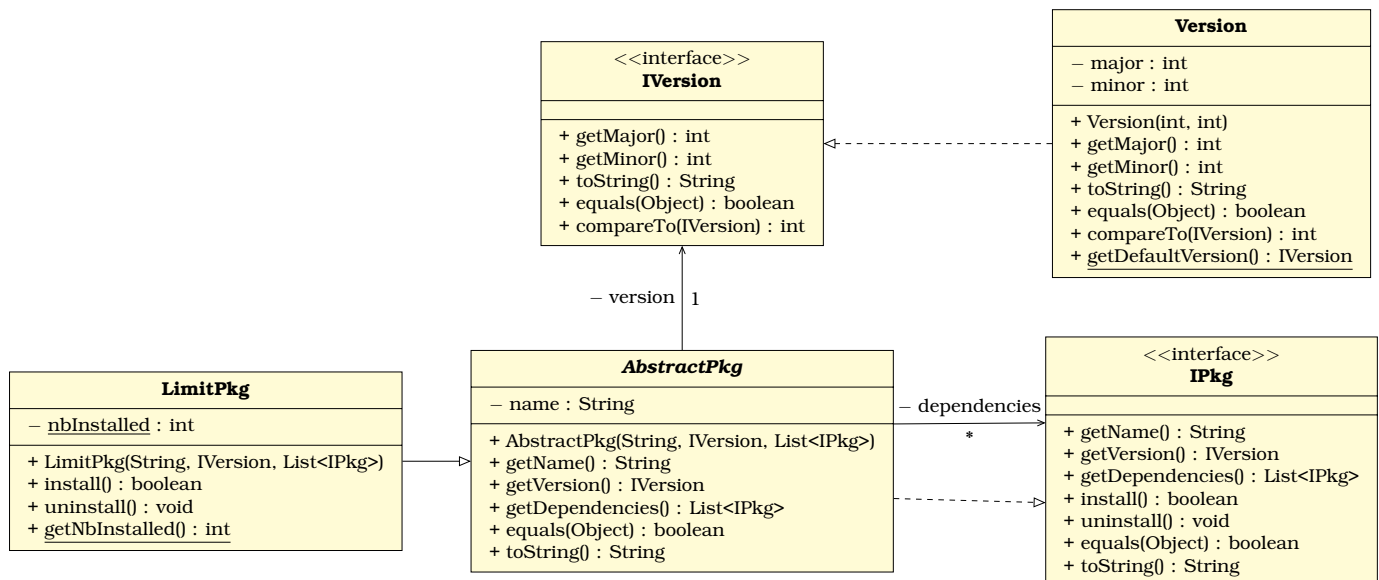 <<interface>>
IVersion
+ getMajor() : int
+ getMinor() : int
+ toString() : String
+ equals(Object) : boolean
+ compareTo(IVersion) : int
Version
− major : int
− minor : int
+ Version(int, int)
+ getMajor() : int
+ getMinor() : int
+ toString() : String
+ equals(Object) : boolean
+ compareTo(IVersion) : int
+ getDefaultVersion() : IVersion
− version
1
LimitPkg
− nbInstalled : int
+ LimitPkg(String, IVersion, List<IPkg>)
+ install() : boolean
+ uninstall() : void
+ getNbInstalled() : int
AbstractPkg
− name : String
+ AbstractPkg(String, IVersion, List<IPkg>)
+ getName() : String
+ getVersion() : IVersion
+ getDependencies() : List<IPkg>
+ equals(Object) : boolean
+ toString() : String
− dependencies
*
<<interface>>
IPkg
+ getName() : String
+ getVersion() : IVersion
+ getDependencies() : List<IPkg>
+ install() : boolean
+ uninstall() : void
+ equals(Object) : boolean
+ toString() : String